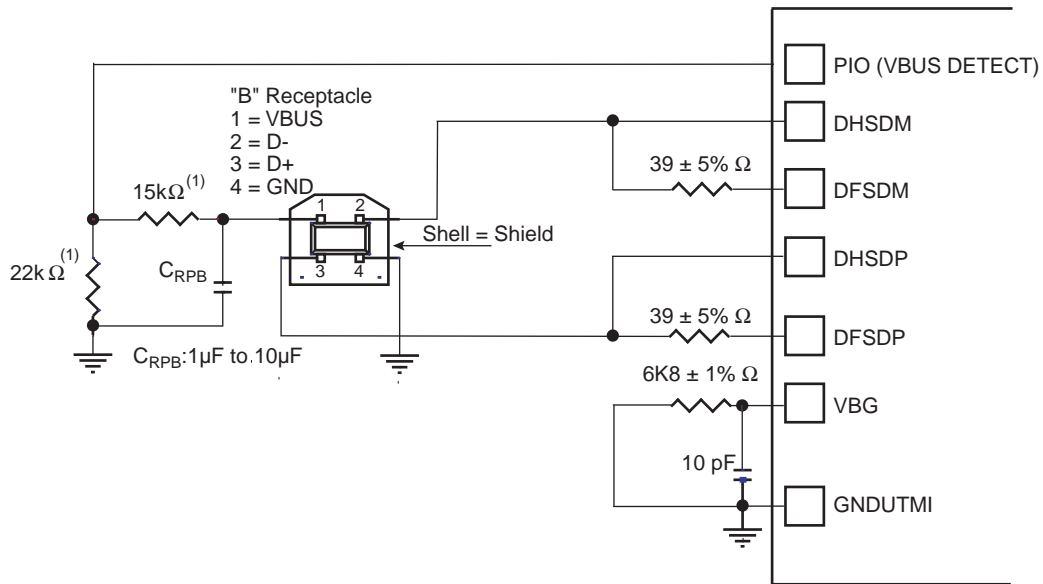 PIO (VBUS DETECT)
"B" Receptacle
1 = VBUS
2 = D-
3 = D+
4 = GND
DHSDM
39 ± 5% Ω
DFSDM
15kΩ(1)
1 2
Shell = Shield
DHSDP
22k Ω(1)
CRPB
3 4
39 ± 5% Ω
DFSDP
CRPB:1µF to 10µF
6K8 ± 1% Ω
VBG
10 pF
GNDUTMI